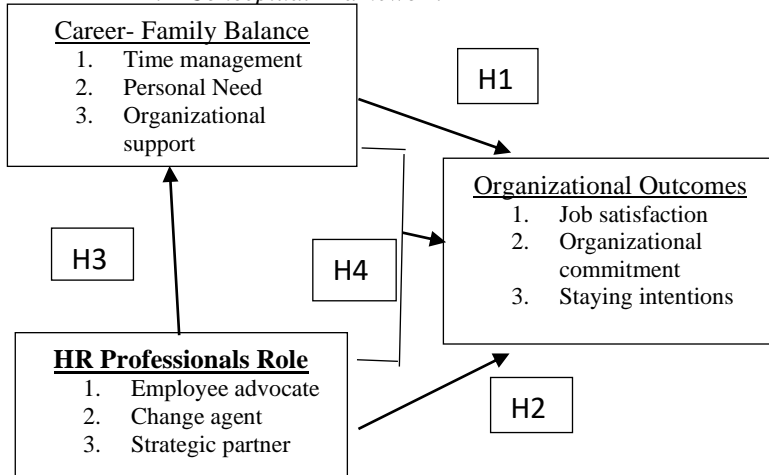 Career- Family Balance
1. Time management
2. Personal Need
3. Organizational
support
H1
Organizational Outcomes
1. Job satisfaction
2. Organizational
commitment
3. Staying intentions
H3
H4
HR Professionals Role
1. Employee advocate
2. Change agent
3. Strategic partner
H2